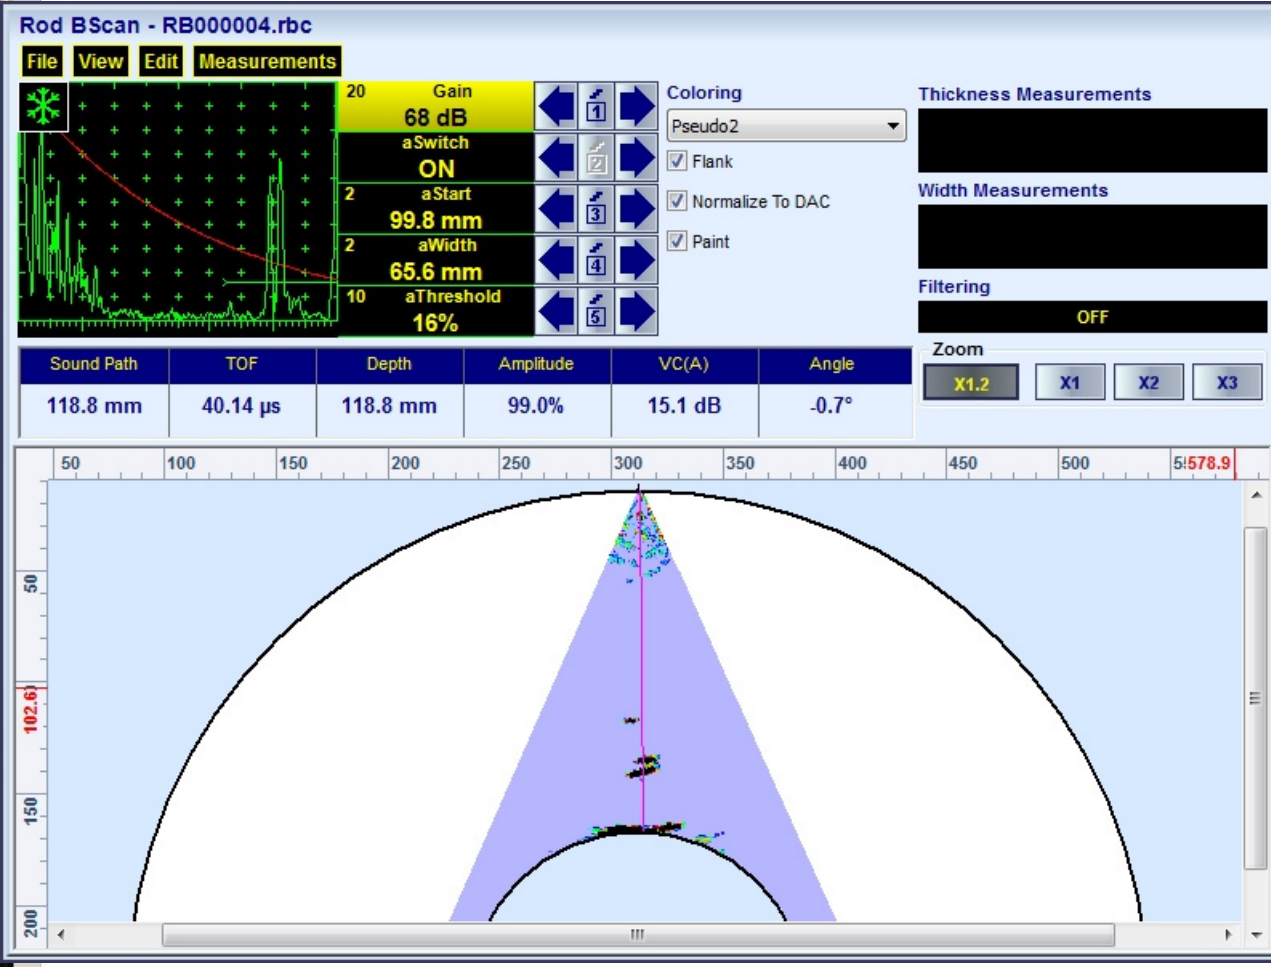 Rod BScan - RB000004.rbc
File View Edit Measurements
20 Gain
68 dB
1
aSwitch
ON
2
2 aStart
99.8 mm
3
2 aWidth
65.6 mm
4
10 aThreshold
16%
5
Coloring
Pseudo2
Flank
Normalize To DAC
Paint
Thickness Measurements
Width Measurements
Filtering
OFF
Zoom
X1.2 X1 X2 X3
Sound Path TOF Depth Amplitude VC(A) Angle
118.8 mm 40.14 µs 118.8 mm 99.0% 15.1 dB -0.7°
50 100 150 200 250 300 350 400 450 500 578.9
50
102.6
150
200